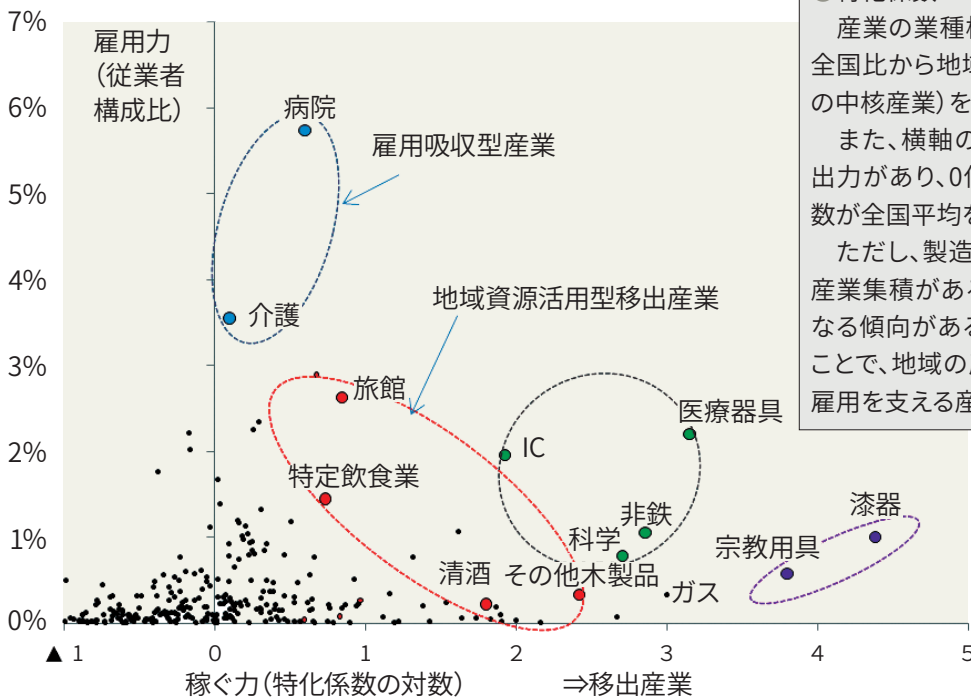 7%
6%
5%
4%
3%
2%
1%
0%
雇用力
(従業者
構成比)
病院
雇用吸収型産業
介護
地域資源活用型移出産業
旅館
医療器具
IC
特定飲食業
非鉄
科学
漆器
宗教用具
清酒
その他木製品
ガス
▲ 1
0
1
2
3
4
5
稼ぐ力(特化係数の対数)
⇒移出産業
産業の業種
全国比から地域
の中核産業)を
また、横軸の
出力があり、0
数が全国平均を
ただし、製造
産業集積がある
なる傾向がある
ことで、地域の
雇用を支える産